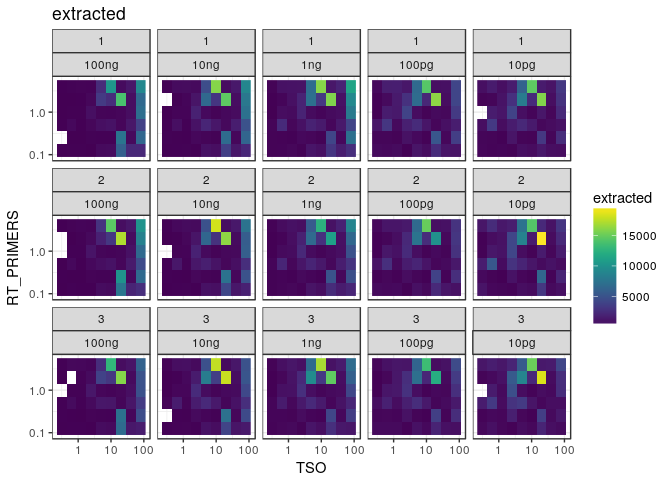 extracted
1 1 1 1 1
100ng 10ng 1ng 100pg 10pg
1.0
0.1
2 2 2 2 2
100ng 10ng 1ng 100pg 10pg
1.0
0.1
3 3 3 3 3
100ng 10ng 1ng 100pg 10pg
1.0
0.1
1 10 100 1 10 100 1 10 100 1 10 100 1 10 100
TSO
RT_PRIMERS
extracted
15000
10000
5000